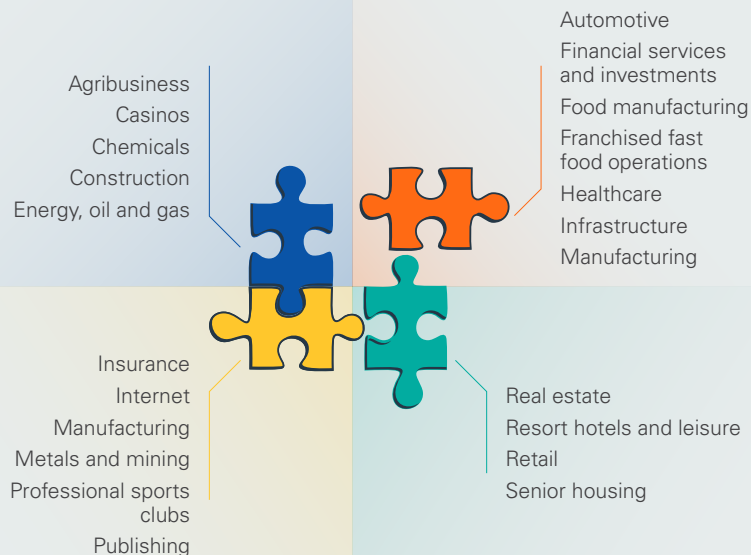 Agribusiness
Casinos
Chemicals
Construction
Energy, oil and gas
Automotive
Financial services
and investments
Food manufacturing
Franchised fast
food operations
Healthcare
Infrastructure
Manufacturing
Insurance
Internet
Manufacturing
Metals and mining
Professional sports
clubs
Publishing
Real estate
Resort hotels and leisure
Retail
Senior housing